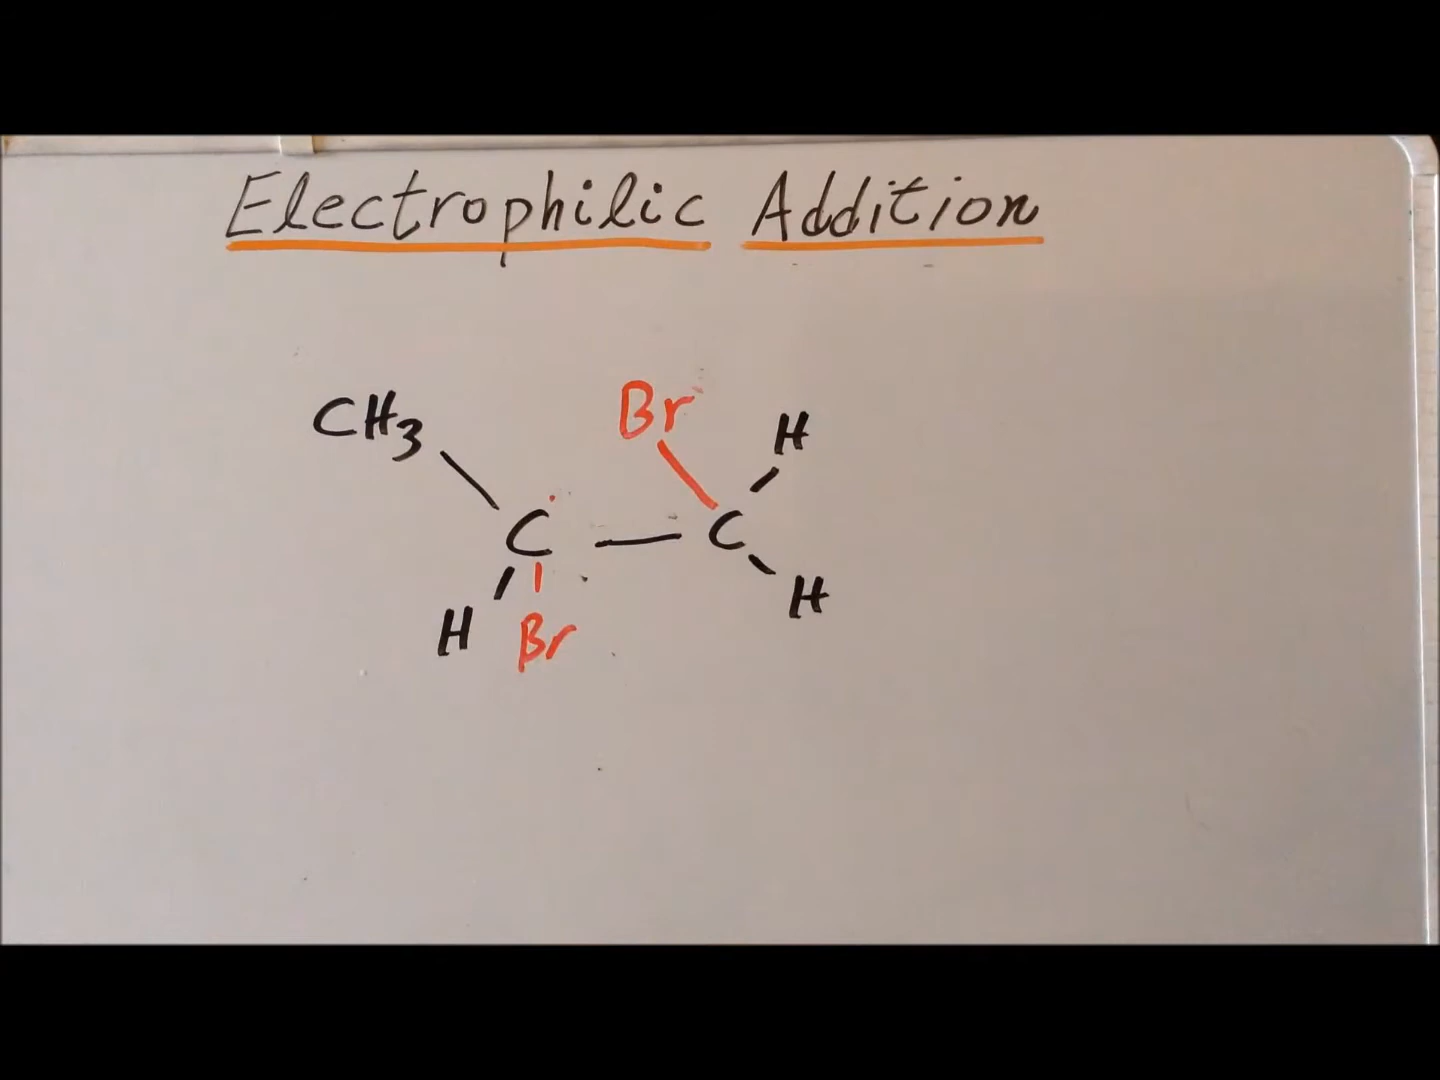 Electrophilic Addition
CH3 Br H
C — C
H Br H